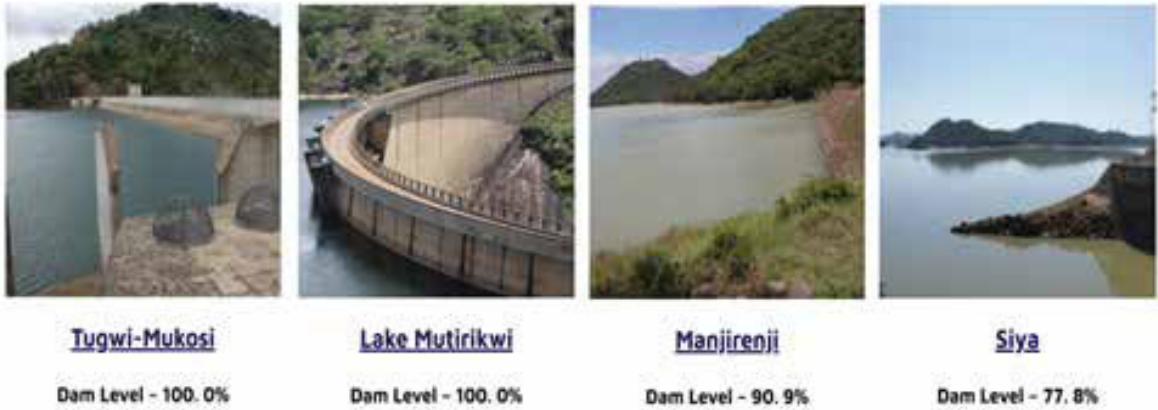 Tugwi-Mukosi
Dam Level - 100. 0%
Lake Mutirikwi
Dam Level - 100. 0%
Manjirenji
Dam Level - 90. 9%
Siya
Dam Level - 77. 8%